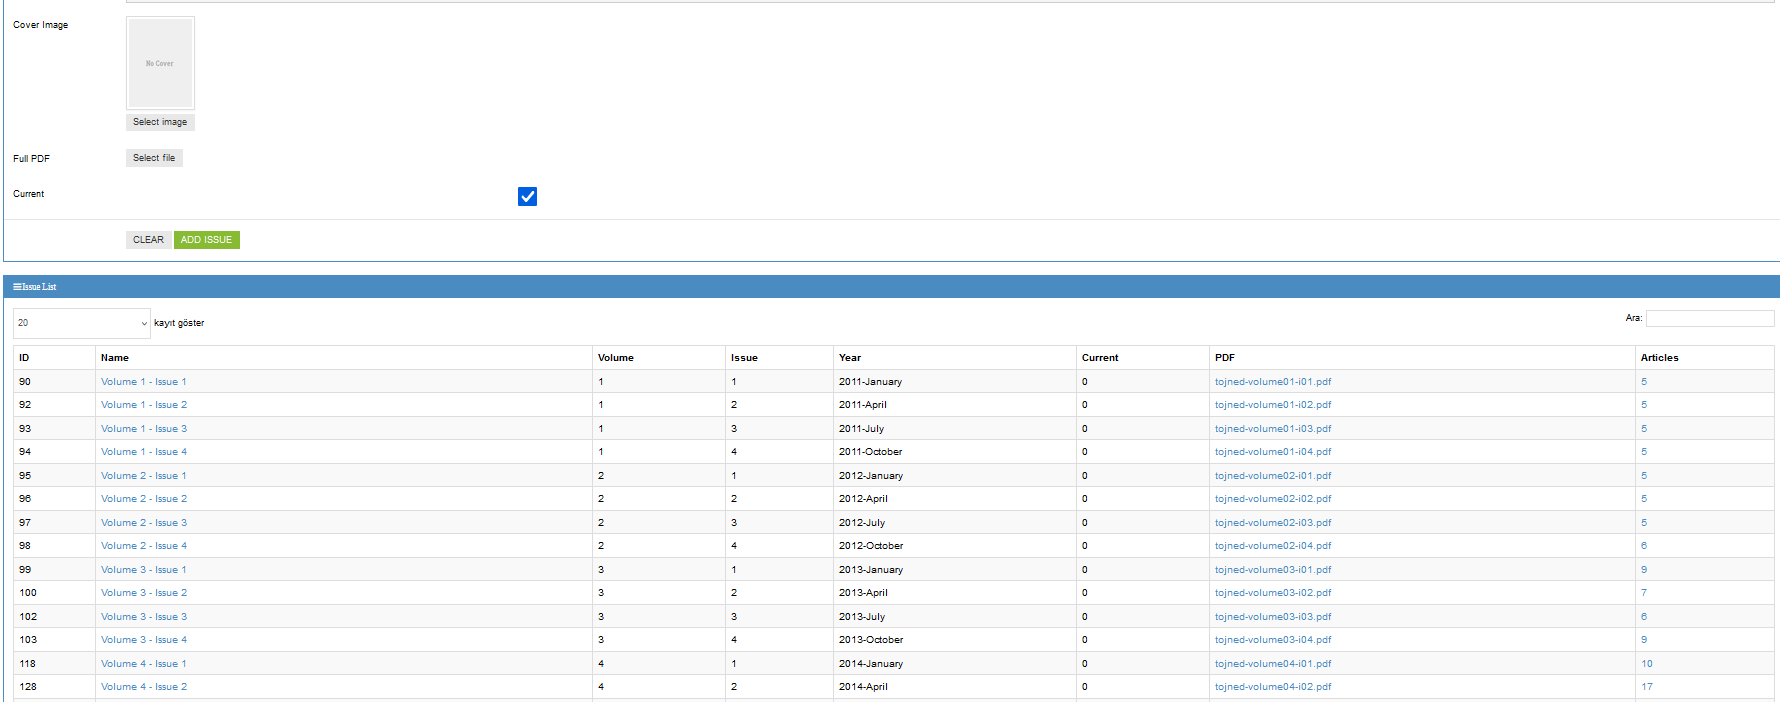 Cover Image
No Cover
Select image
Full PDF
Select file
Current
CLEAR
ADD ISSUE
Issue List
20
kayıt göster
Ara:
ID Name Volume Issue Year Current PDF Articles
90 Volume 1 - Issue 1 1 1 2011-January 0 tojned-volume01-i01.pdf 5
92 Volume 1 - Issue 2 1 2 2011-April 0 tojned-volume01-i02.pdf 5
93 Volume 1 - Issue 3 1 3 2011-July 0 tojned-volume01-i03.pdf 5
94 Volume 1 - Issue 4 1 4 2011-October 0 tojned-volume01-i04.pdf 5
95 Volume 2 - Issue 1 2 1 2012-January 0 tojned-volume02-i01.pdf 5
96 Volume 2 - Issue 2 2 2 2012-April 0 tojned-volume02-i02.pdf 5
97 Volume 2 - Issue 3 2 3 2012-July 0 tojned-volume02-i03.pdf 5
98 Volume 2 - Issue 4 2 4 2012-October 0 tojned-volume02-i04.pdf 6
99 Volume 3 - Issue 1 3 1 2013-January 0 tojned-volume03-i01.pdf 9
100 Volume 3 - Issue 2 3 2 2013-April 0 tojned-volume03-i02.pdf 7
102 Volume 3 - Issue 3 3 3 2013-July 0 tojned-volume03-i03.pdf 6
103 Volume 3 - Issue 4 3 4 2013-October 0 tojned-volume03-i04.pdf 9
118 Volume 4 - Issue 1 4 1 2014-January 0 tojned-volume04-i01.pdf 10
128 Volume 4 - Issue 2 4 2 2014-April 0 tojned-volume04-i02.pdf 17